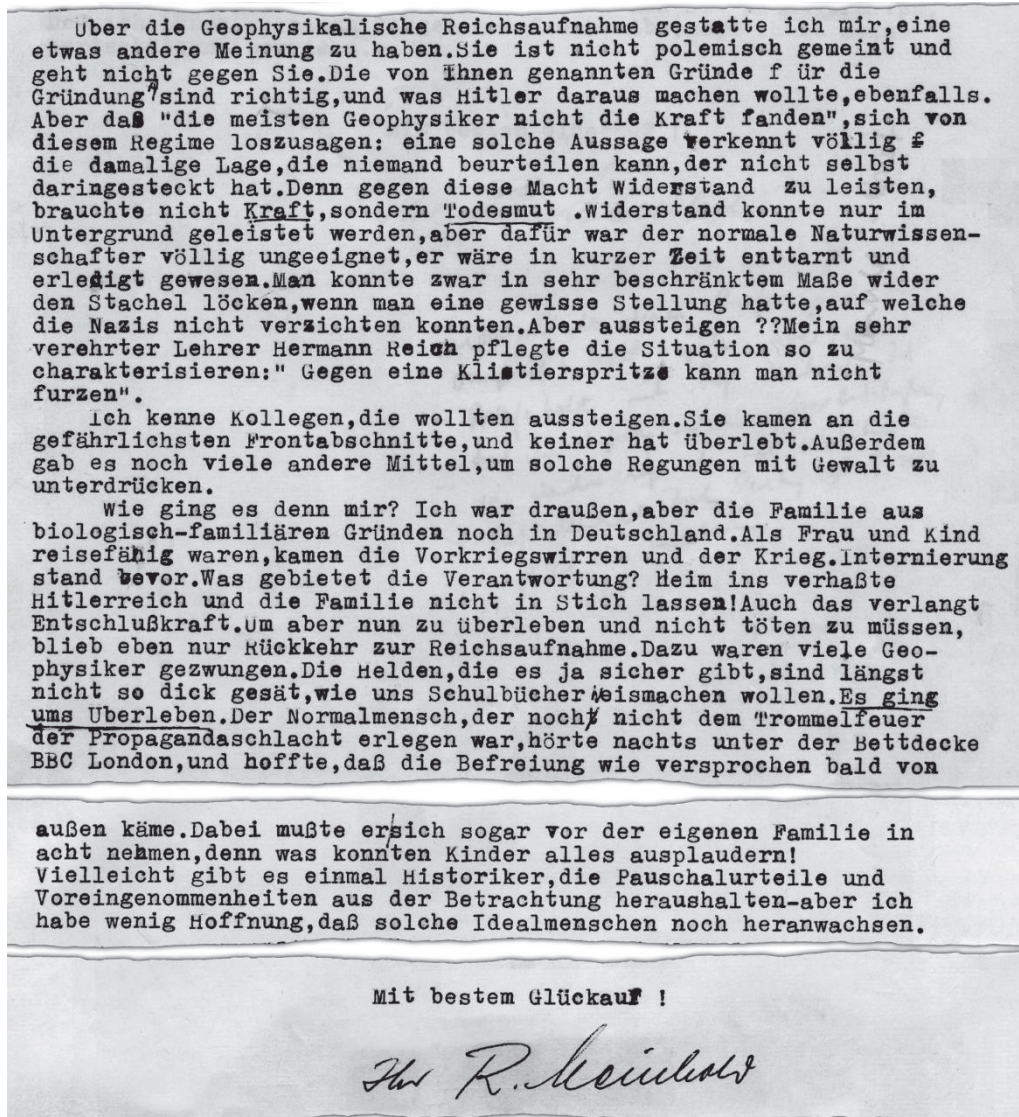 Über die Geophysikalische Reichsaufnahme gestatte ich mir,eine
etwas andere Meinung zu haben.Sie ist nicht polemisch gemeint und
geht nicht gegen Sie.Die von Ihnen genannten Gründe f ür die
Gründung sind richtig,und was Hitler daraus machen wollte,ebenfalls.
Aber daß "die meisten Geophysiker nicht die Kraft fanden",sich von
diesem Regime loszusagen: eine solche Aussage verkennt völlig f
die damalige Lage,die niemand beurteilen kann,der nicht selbst
daringesteckt hat.Denn gegen diese Macht Widerstand zu leisten,
brauchte nicht Kraft,sondern Todesmut .Widerstand konnte nur im
Untergrund geleistet werden,aber dafür war der normale Naturwissen-
schafter völlig ungeeignet,er wäre in kurzer Zeit enttarnt und
erledigt gewesen.Man konnte zwar in sehr beschränktem Maße wider
den Stachel löcken,wenn man eine gewisse Stellung hatte,auf welche
die Nazis nicht verzichten konnten.Aber aussteigen ??Mein sehr
verehrter Lehrer Hermann Reich pflegte die Situation so zu
charakterisieren:" Gegen eine Klistierspritze kann man nicht
furzen".
Ich kenne Kollegen,die wollten aussteigen.Sie kamen an die
gefährlichsten Frontabschnitte,und keiner hat überlebt.Außerdem
gab es noch viele andere Mittel,um solche Regungen mit Gewalt zu
unterdrücken.
Wie ging es denn mir? Ich war draußen,aber die Familie aus
biologisch-familiären Gründen noch in Deutschland.Als Frau und Kind
reisefähig waren,kamen die Vorkriegswirren und der Krieg.Internierung
stand bevor.Was gebietet die Verantwortung? Heim ins verhaßte
Hitlerreich und die Familie nicht in Stich lassen!Auch das verlangt
Entschlußkraft.Um aber nun zu überleben und nicht töten zu müssen,
blieb eben nur Rückkehr zur Reichsaufnahme.Dazu waren viele Geo-
physiker gezwungen.Die Helden,die es ja sicher gibt,sind längst
nicht so dick gesät,wie uns Schulbücher weismachen wollen.Es ging
ums Überleben.Der Normalmensch,der noch nicht dem Trommelfeuer
der Propagandaschlacht erlegen war,hörte nachts unter der Bettdecke
BBC London,und hoffte,daß die Befreiung wie versprochen bald von
außen käme.Dabei mußte er sich sogar vor der eigenen Familie in
acht nehmen,denn was konnten Kinder alles ausplaudern!
Vielleicht gibt es einmal Historiker,die Pauschalurteile und
Voreingenommenheiten aus der Betrachtung heraushalten-aber ich
habe wenig Hoffnung,daß solche Idealmenschen noch heranwachsen.
Mit bestem Glückauf !
Ihr R. Meinhold